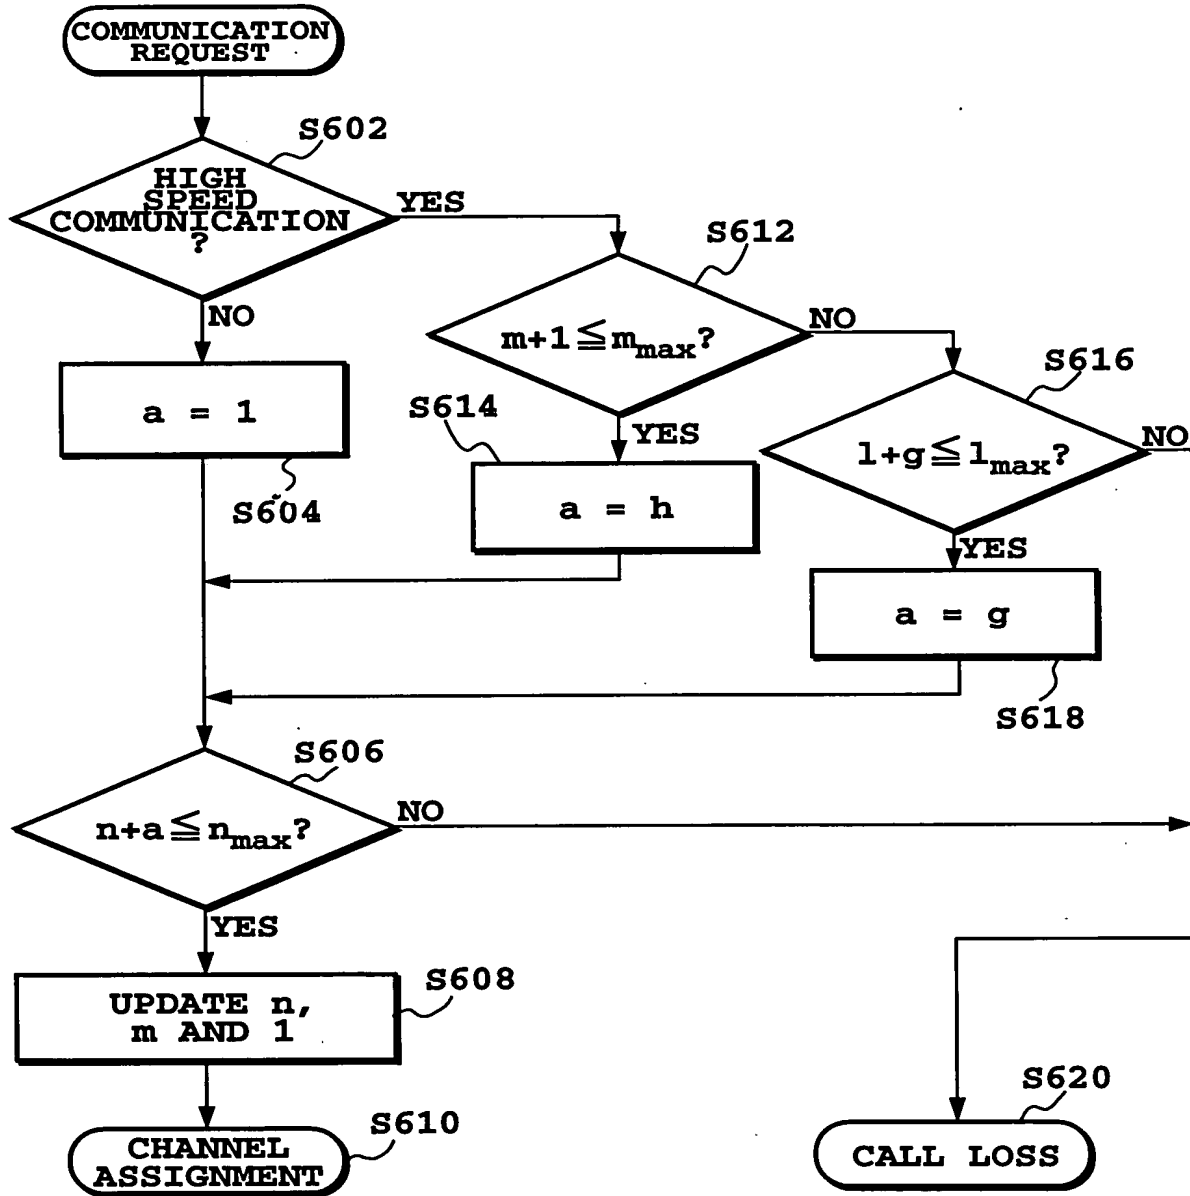 COMMUNICATION
REQUEST
S602
HIGH
SPEED
COMMUNICATION
?
YES
NO
S612
m+1≦mmax?
NO
YES
S616
l+g≦lmax?
NO
YES
a = 1
S604
S614
a = h
a = g
S618
S606
n+a≦nmax?
NO
YES
UPDATE n,
m AND l
S608
S610
CHANNEL
ASSIGNMENT
S620
CALL LOSS